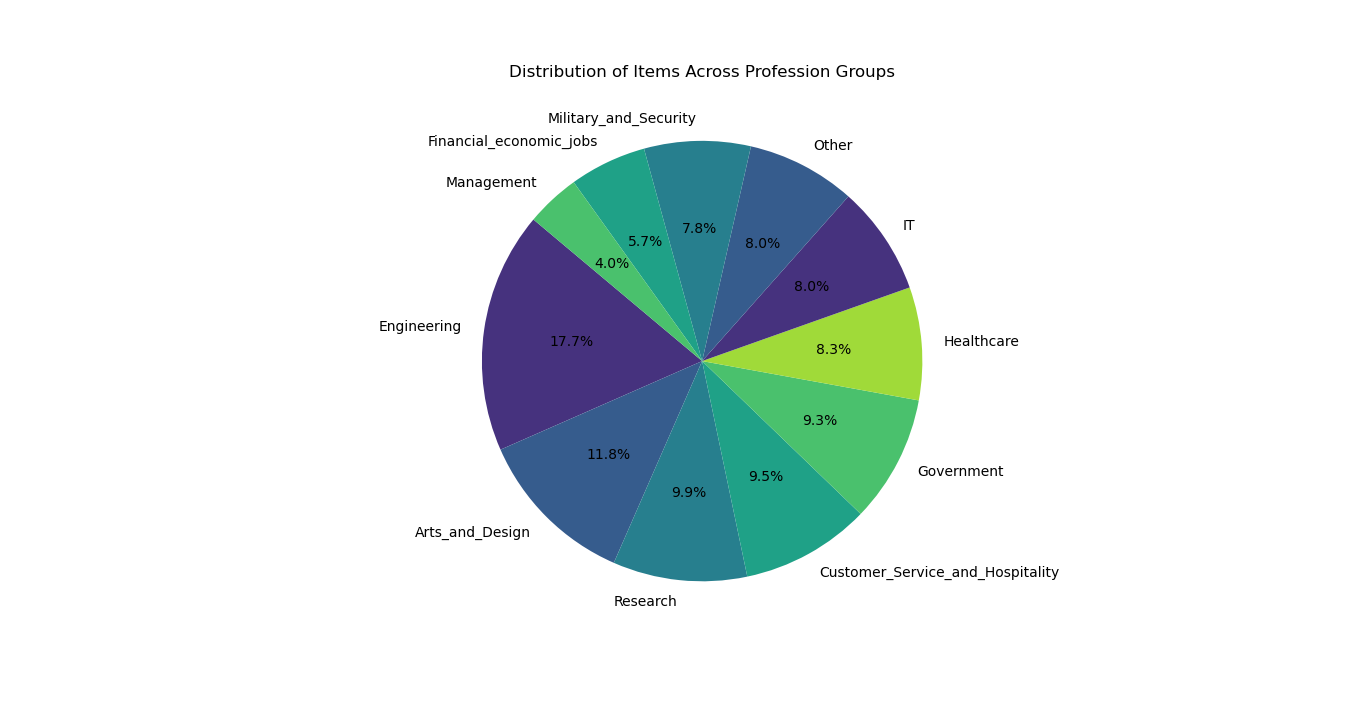 Distribution of Items Across Profession Groups
Military_and_Security
Financial_economic_jobs
Other
Management
IT
7.8%
5.7%
8.0%
4.0%
8.0%
Engineering
17.7%
8.3%
Healthcare
9.3%
11.8%
9.5%
Government
9.9%
Arts_and_Design
Customer_Service_and_Hospitality
Research